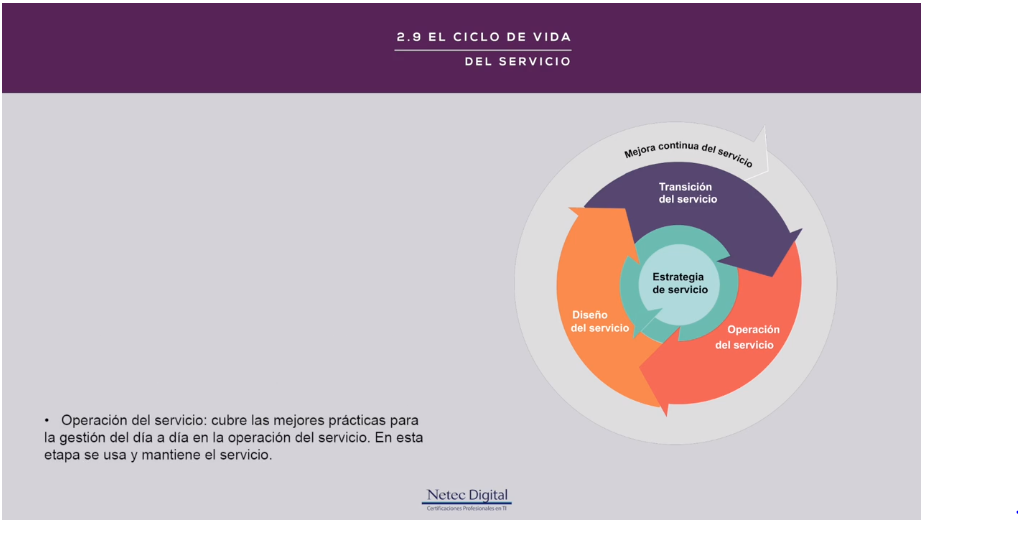 2.9 EL CICLO DE VIDA
DEL SERVICIO
Mejora continua del servicio
Transición
del servicio
Estrategia
de servicio
Diseño
del servicio
Operación
del servicio
• Operación del servicio: cubre las mejores prácticas para
la gestión del día a día en la operación del servicio. En esta
etapa se usa y mantiene el servicio.
Netec Digital
Certificaciones Profesionales en TI